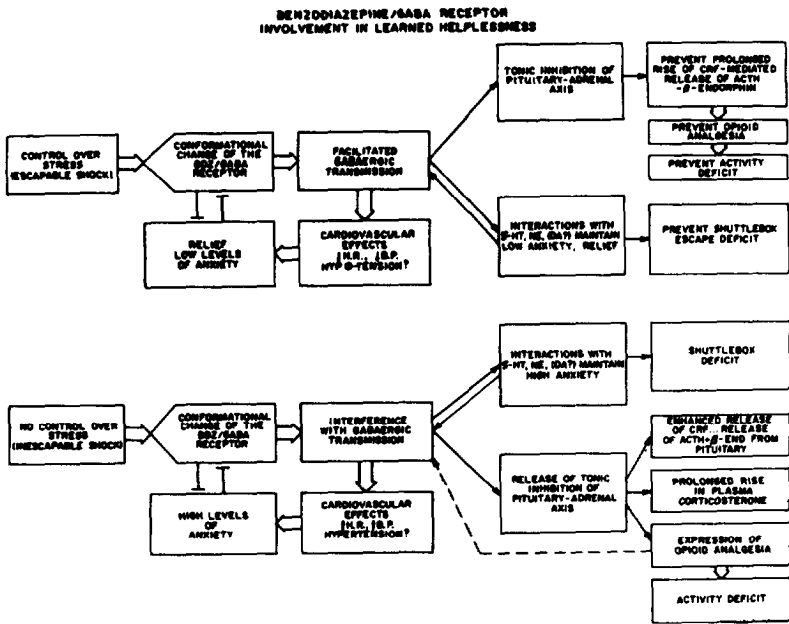 BENZODIAZEPINE/GABA RECEPTOR
INVOLVEMENT IN LEARNED HELPLESSNESS
CONTROL OVER
STRESS
(ESCAPABLE SHOCK)
CONFORMATIONAL
CHANGE OF THE
BDZ/GABA
RECEPTOR
FACILITATED
GABAERGIC
TRANSMISSION
RELIEF
LOW LEVELS
OF ANXIETY
CARDIOVASCULAR
EFFECTS
↓H.R., ↓B.P.
HYPOTENSION?
TONIC INHIBITION OF
PITUITARY-ADRENAL
AXIS
PREVENT PROLONGED
RISE OF CRF-MEDIATED
RELEASE OF ACTH
-β-ENDORPHIN
PREVENT OPIOID
ANALGESIA
PREVENT ACTIVITY
DEFICIT
INTERACTIONS WITH
5-HT, NE, (DA?) MAINTAIN
LOW ANXIETY, RELIEF
PREVENT SHUTTLEBOX
ESCAPE DEFICIT
NO CONTROL OVER
STRESS
(INESCAPABLE SHOCK)
CONFORMATIONAL
CHANGE OF THE
BDZ/GABA
RECEPTOR
INTERFERENCE
WITH GABAERGIC
TRANSMISSION
HIGH LEVELS
OF
ANXIETY
CARDIOVASCULAR
EFFECTS
H.R., B.P.
HYPERTENSION?
INTERACTIONS WITH
5-HT, NE, (DA?) MAINTAIN
HIGH ANXIETY
SHUTTLEBOX
DEFICIT
RELEASE OF TONIC
INHIBITION OF
PITUITARY-ADRENAL
AXIS
ENHANCED RELEASE
OF CRF...RELEASE
OF ACTH+β-END FROM
PITUITARY
PROLONGED RISE
IN PLASMA
CORTICOSTERONE
EXPRESSION OF
OPIOID ANALGESIA
ACTIVITY DEFICIT